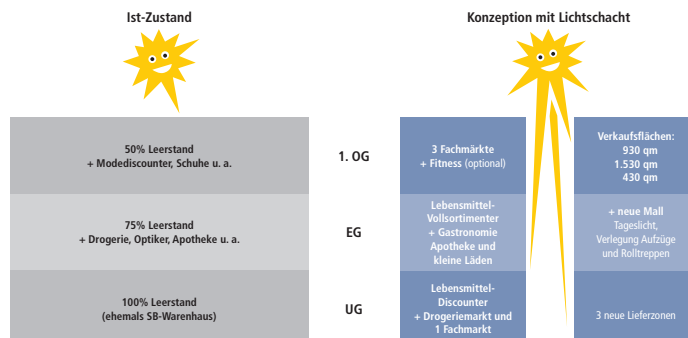 Ist-Zustand
Konzeption mit Lichtschacht
50% Leerstand
+ Modediscounter, Schuhe u. a.
1. OG
3 Fachmärkte
+ Fitness (optional)
Verkaufsflächen:
930 qm
1.530 qm
430 qm
75% Leerstand
+ Drogerie, Optiker, Apotheke u. a.
EG
Lebensmittel-
Vollsortimenter
+ Gastronomie
Apotheke und
kleine Läden
+ neue Mall
Tageslicht,
Verlegung Aufzüge
und Rolltreppen
100% Leerstand
(ehemals SB-Warenhaus)
UG
Lebensmittel-
Discounter
+ Drogeriemarkt und
1 Fachmarkt
3 neue Lieferzonen